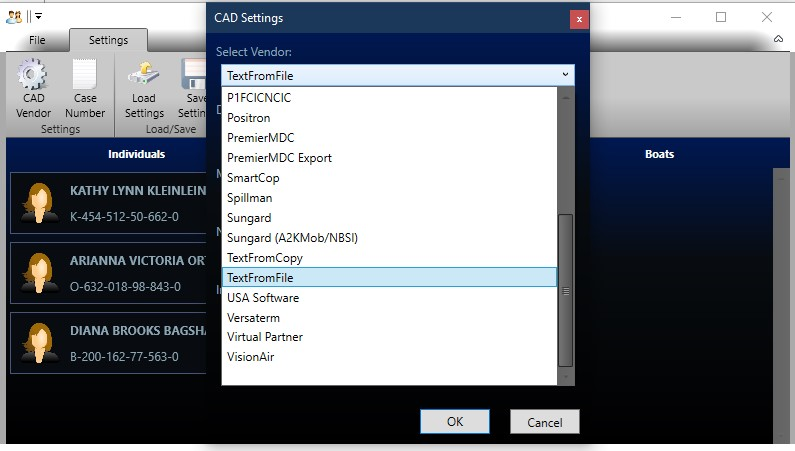 CAD Settings
File
Settings
CAD Vendor
Case Number
Settings
Load Settings
Save
Load/Save
Individuals
Boats
KATHY LYNN KLEINLEIN
K-454-512-50-662-0
ARIANNA VICTORIA
O-632-018-98-843-0
DIANA BROOKS
B-200-162-77-563-0
Select Vendor:
TextFromFile
P1FCICNCIC
Positron
PremierMDC
PremierMDC Export
SmartCop
Spillman
Sungard
Sungard (A2KMob/NBSI)
TextFromCopy
TextFromFile
USA Software
Versaterm
Virtual Partner
VisionAir
OK
Cancel